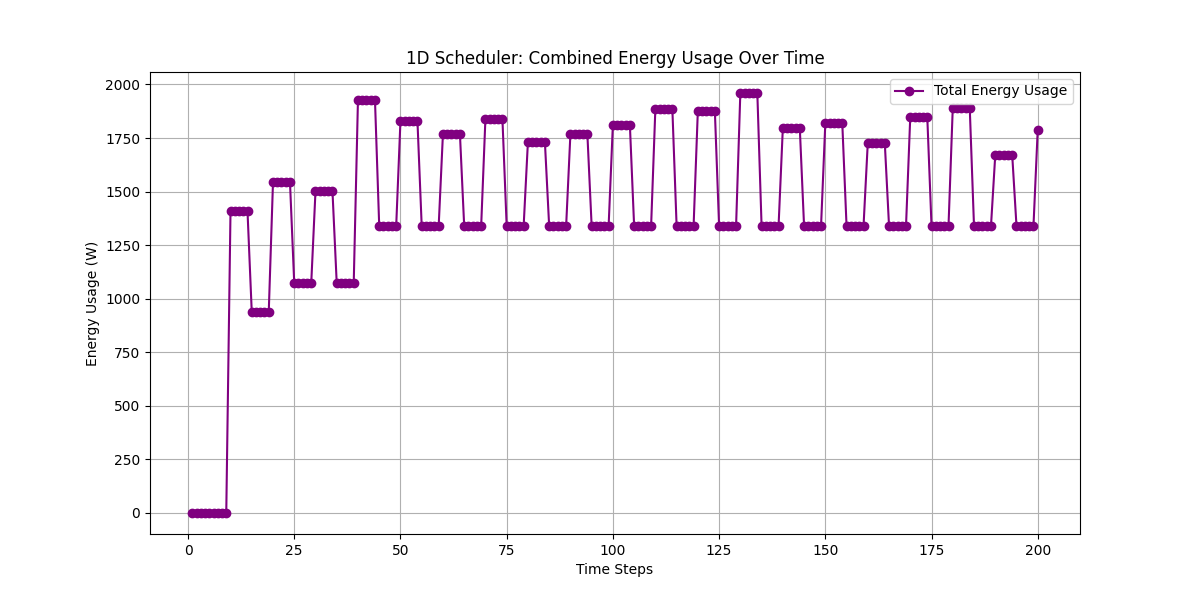 1D Scheduler: Combined Energy Usage Over Time
Total Energy Usage
Energy Usage (W)
2000
1750
1500
1250
1000
750
500
250
0
0 25 50 75 100 125 150 175 200
Time Steps